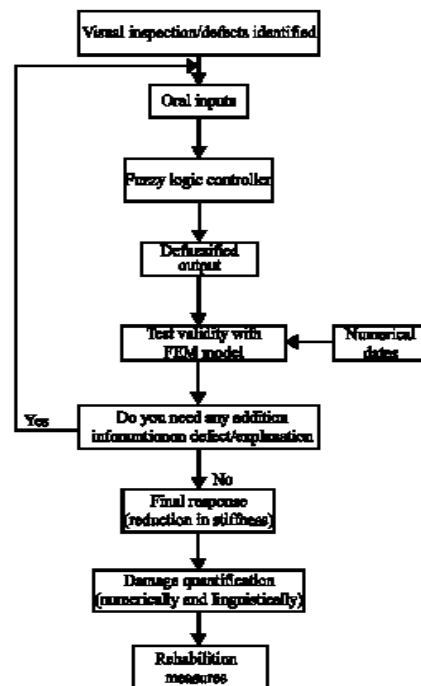 Visual inspection/defects identified
Oral inputs
Fuzzy logic controller
Defuzzified
output
Test validity with
FEM model
Numerical
dates
Yes
Do you need any addition
inforamtionon defect/explanation
No
Final response
(reduction in stiffness)
Damage quantification
(numerically and linguistically)
Rehabilition
measures